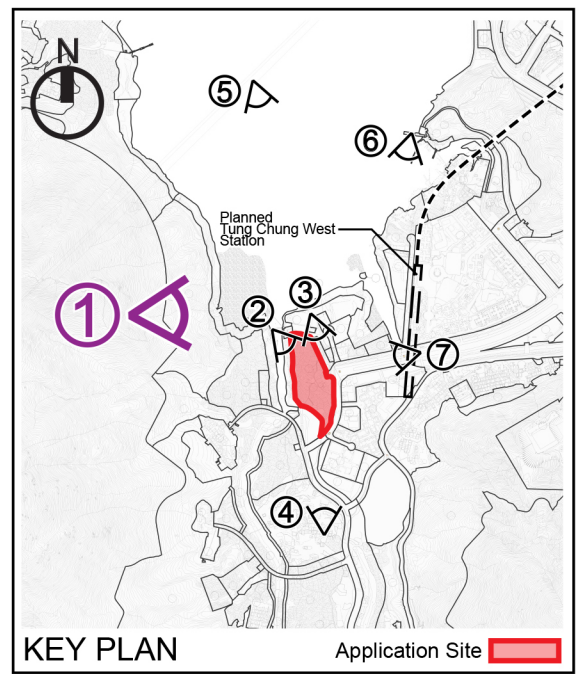 N
⑤
⑥
Planned
Tung Chung West
Station
①
②
③
⑦
④
KEY PLAN
Application Site